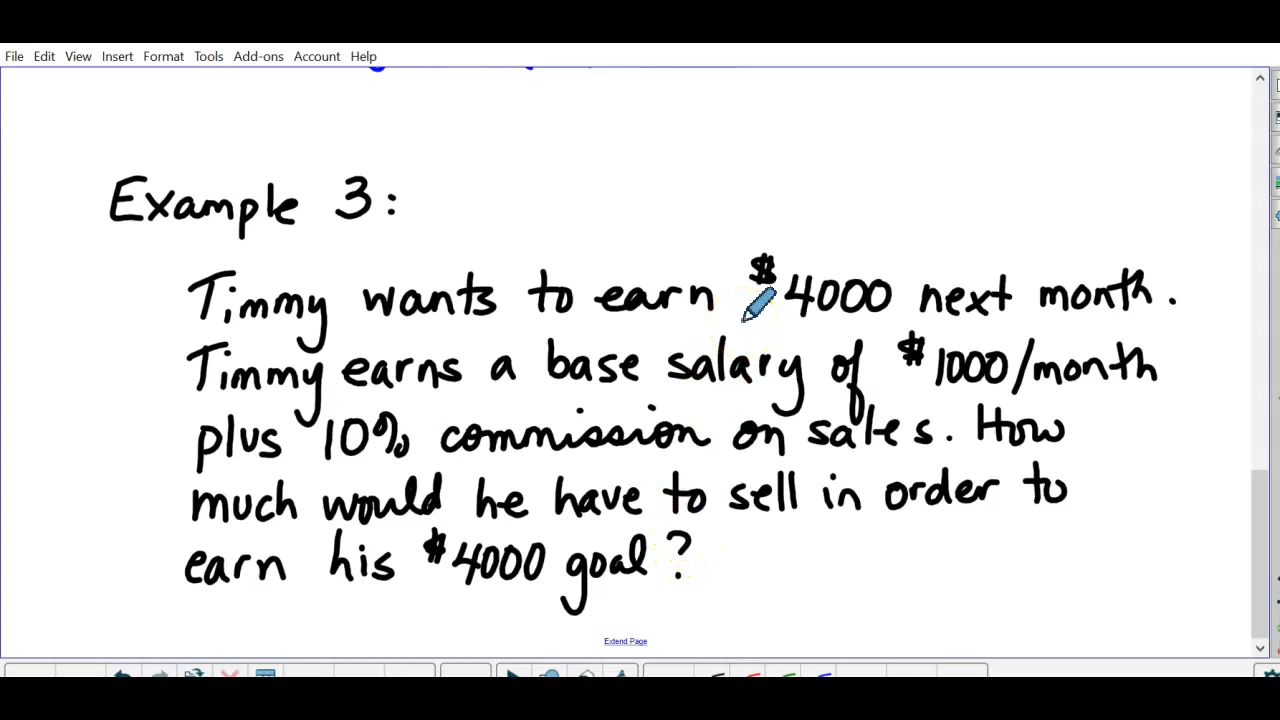 File Edit View Insert Format Tools Add-ons Account Help
Example 3:
Timmy wants to earn $4000 next month.
Timmy earns a base salary of $1000/month
plus 10% commission on sales. How
much would he have to sell in order to
earn his $4000 goal?
Extend Page